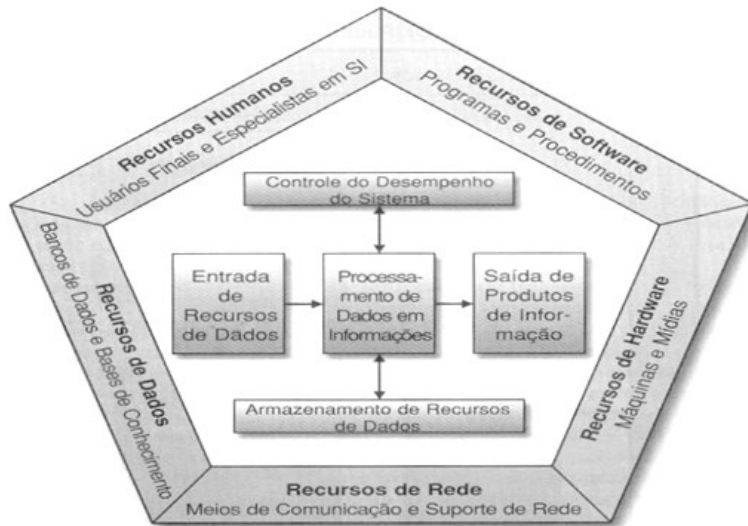 Recursos Humanos
Usuários Finais e Especialistas em SI
Recursos de Software
Programas e Procedimentos
Controle do Desempenho
do Sistema
Entrada
de
Recursos
de Dados
Processa-
mento de
Dados em
Informações
Saída de
Produtos
de Infor-
mação
Armazenamento de Recursos
de Dados
Recursos de Dados
Bancos de Dados e Bases de Conhecimento
Recursos de Hardware
Máquinas e Mídias
Recursos de Rede
Meios de Comunicação e Suporte de Rede